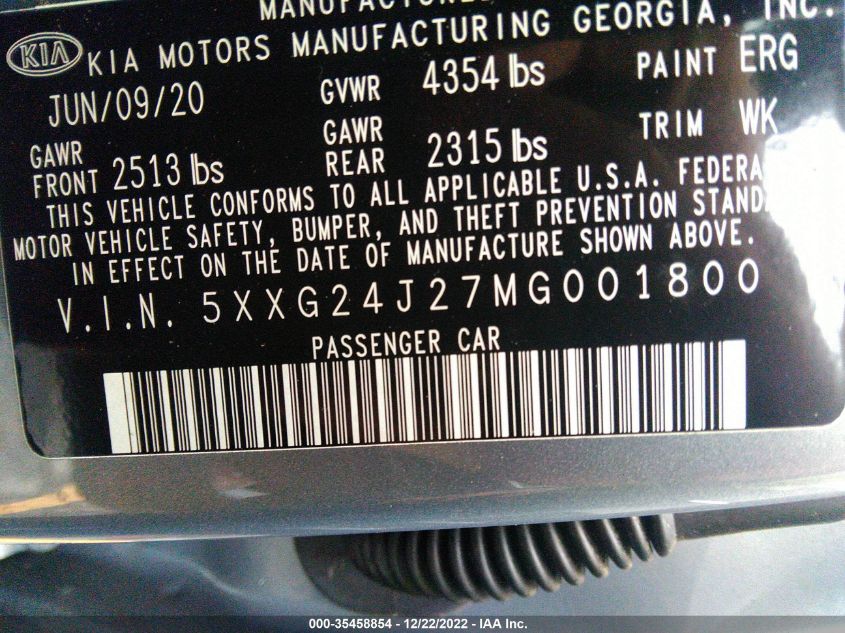 KIA
KIA MOTORS MANUFACTURING GEORGIA, INC.
JUN/09/20 GVWR 4354 lbs PAINT ERG
GAWR FRONT 2513 lbs GAWR REAR 2315 lbs TRIM WK
THIS VEHICLE CONFORMS TO ALL APPLICABLE U.S.A. FEDERA
MOTOR VEHICLE SAFETY, BUMPER, AND THEFT PREVENTION STAND
IN EFFECT ON THE DATE OF MANUFACTURE SHOWN ABOVE.
V.I.N. 5XXG24J27MG001800
PASSENGER CAR
000-35458854 - 12/22/2022 - IAA Inc.